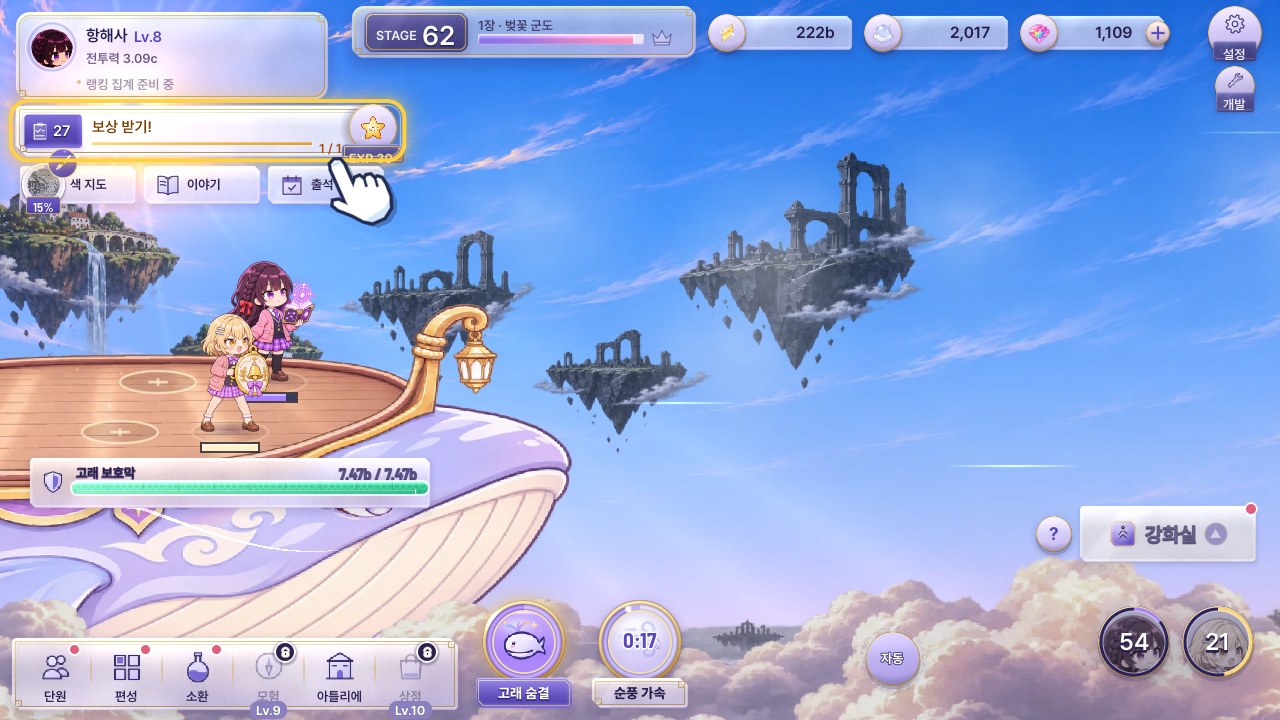 항해사 Lv.8
전투력 3.09c
* 랭킹 집계 준비 중
STAGE 62
1장 · 벚꽃 군도
222b
2,017
1,109
설정
개발
27
보상 받기!
1 / 1
EXP 30
색 지도
15%
이야기
출석
고래 보호막
7.47b / 7.47b
?
강화실
단원
편성
소환
모험
Lv.9
아틀리에
상점
Lv.10
고래 숨결
0:17
순풍 가속
자동
54
21